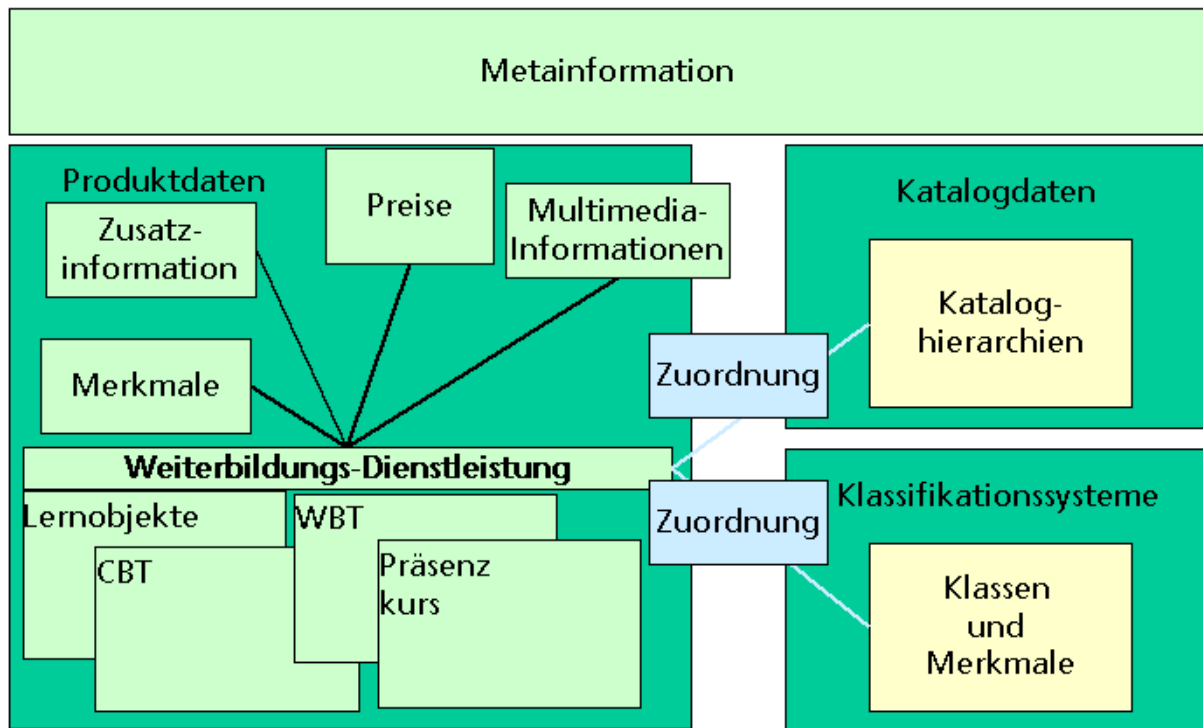 Metainformation
Produktdaten
Zusatz-
information
Preise
Multimedia-
Informationen
Merkmale
Weiterbildungs-Dienstleistung
Lernobjekte
CBT
WBT
Präsenz
kurs
Zuordnung
Zuordnung
Katalogdaten
Katalog-
hierarchien
Klassifikationssysteme
Klassen
und
Merkmale